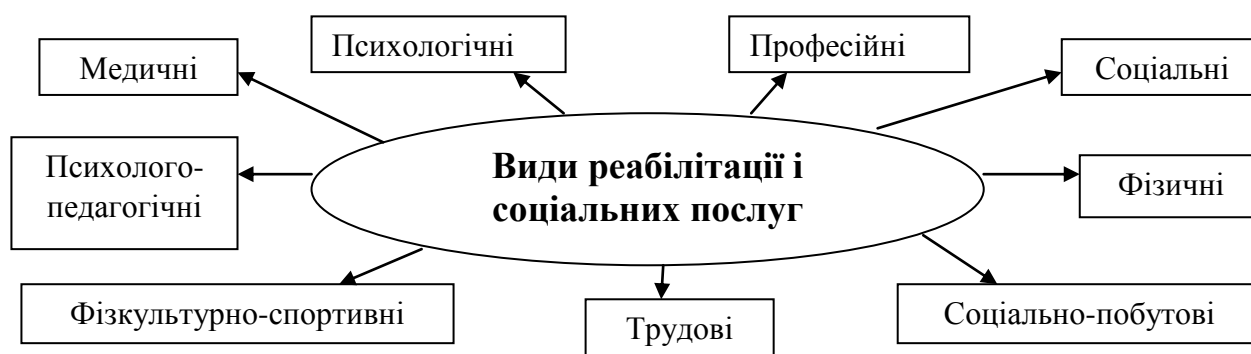 Психологічні
Професійні
Медичні
Соціальні
Психолого-
педагогічні
Види реабілітації і
соціальних послуг
Фізичні
Фізкультурно-спортивні
Трудові
Соціально-побутові